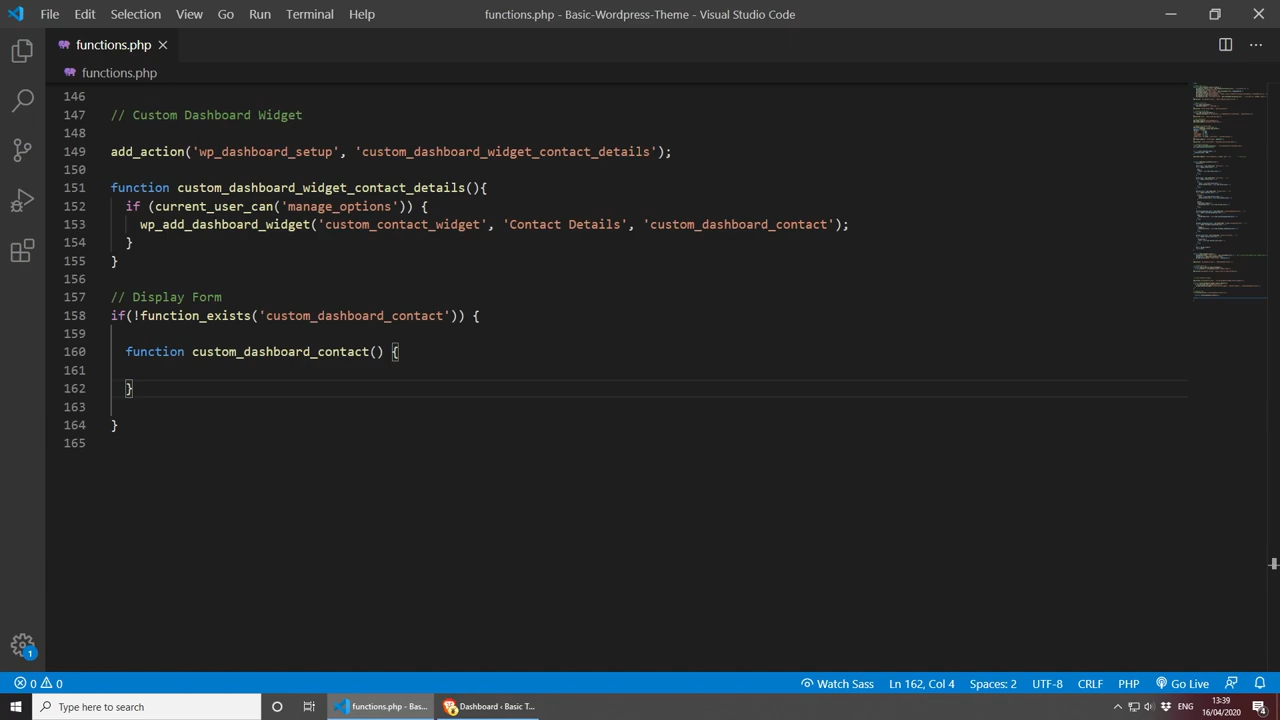 File Edit Selection View Go Run Terminal Help
functions.php - Basic-Wordpress-Theme - Visual Studio Code
functions.php
functions.php
146
147 // Custom Dashboard Widget
148
149 add_action('wp_dashboard_setup', 'custom_dashboard_widget_contact_details');
150
151 function custom_dashboard_widget_contact_details(){
152 if (current_user_can('manage_options')) {
153 wp_add_dashboard_widget('custom_contact_widget', 'Contact Details', 'custom_dashboard_contact');
154 }
155 }
156
157 // Display Form
158 if(!function_exists('custom_dashboard_contact')) {
159
160 function custom_dashboard_contact() {
161
162 }
163
164 }
165
1
0 0 Watch Sass Ln 162, Col 4 Spaces: 2 UTF-8 CRLF PHP Go Live
Type here to search functions.php - Bas... Dashboard ‹ Basic T... ENG 13:39
16/04/2020 4